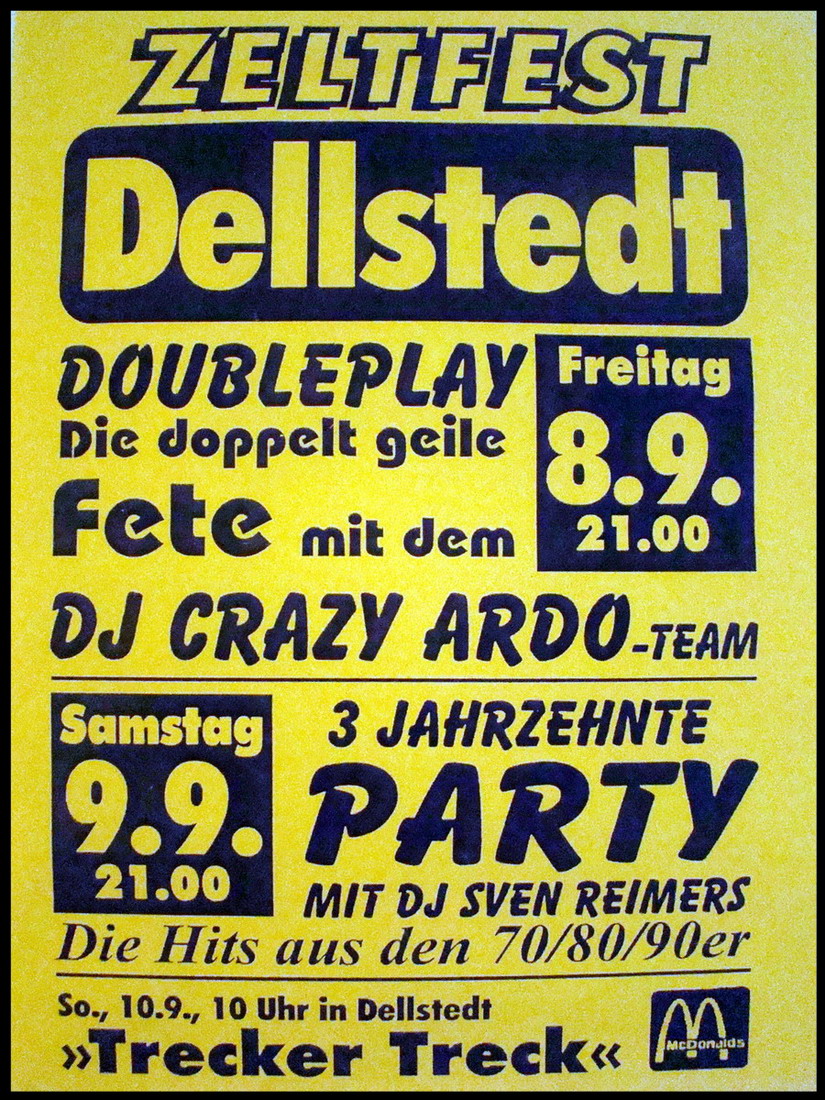 ZELTFEST
Dellstedt
DOUBLEPLAY
Die doppelt geile
Fete mit dem
Freitag
8.9.
21.00
DJ CRAZY ARDO-TEAM
Samstag
9.9.
21.00
3 JAHRZEHNTE
PARTY
MIT DJ SVEN REIMERS
Die Hits aus den 70/80/90er
So., 10.9., 10 Uhr in Dellstedt
»Trecker Treck«
McDonalds